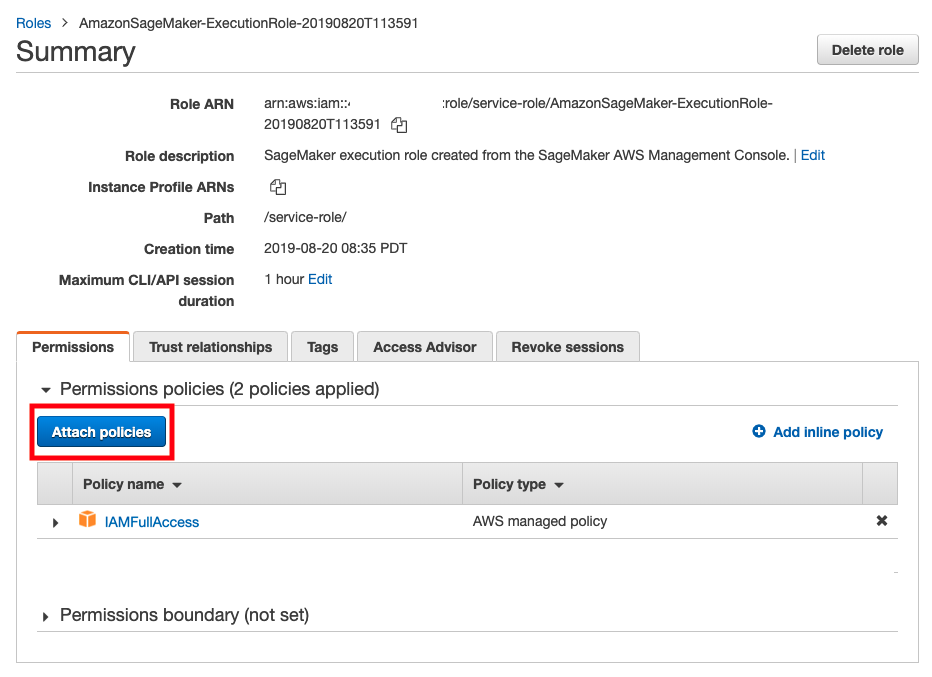 Roles > AmazonSageMaker-ExecutionRole-20190820T113591
Summary
Delete role
Role ARN arn:aws:iam:: :role/service-role/AmazonSageMaker-ExecutionRole-
20190820T113591
Role description SageMaker execution role created from the SageMaker AWS Management Console. | Edit
Instance Profile ARNs
Path /service-role/
Creation time 2019-08-20 08:35 PDT
Maximum CLI/API session 1 hour Edit
duration
Permissions Trust relationships Tags Access Advisor Revoke sessions
Permissions policies (2 policies applied)
Attach policies Add inline policy
Policy name Policy type
IAMFullAccess AWS managed policy
Permissions boundary (not set)